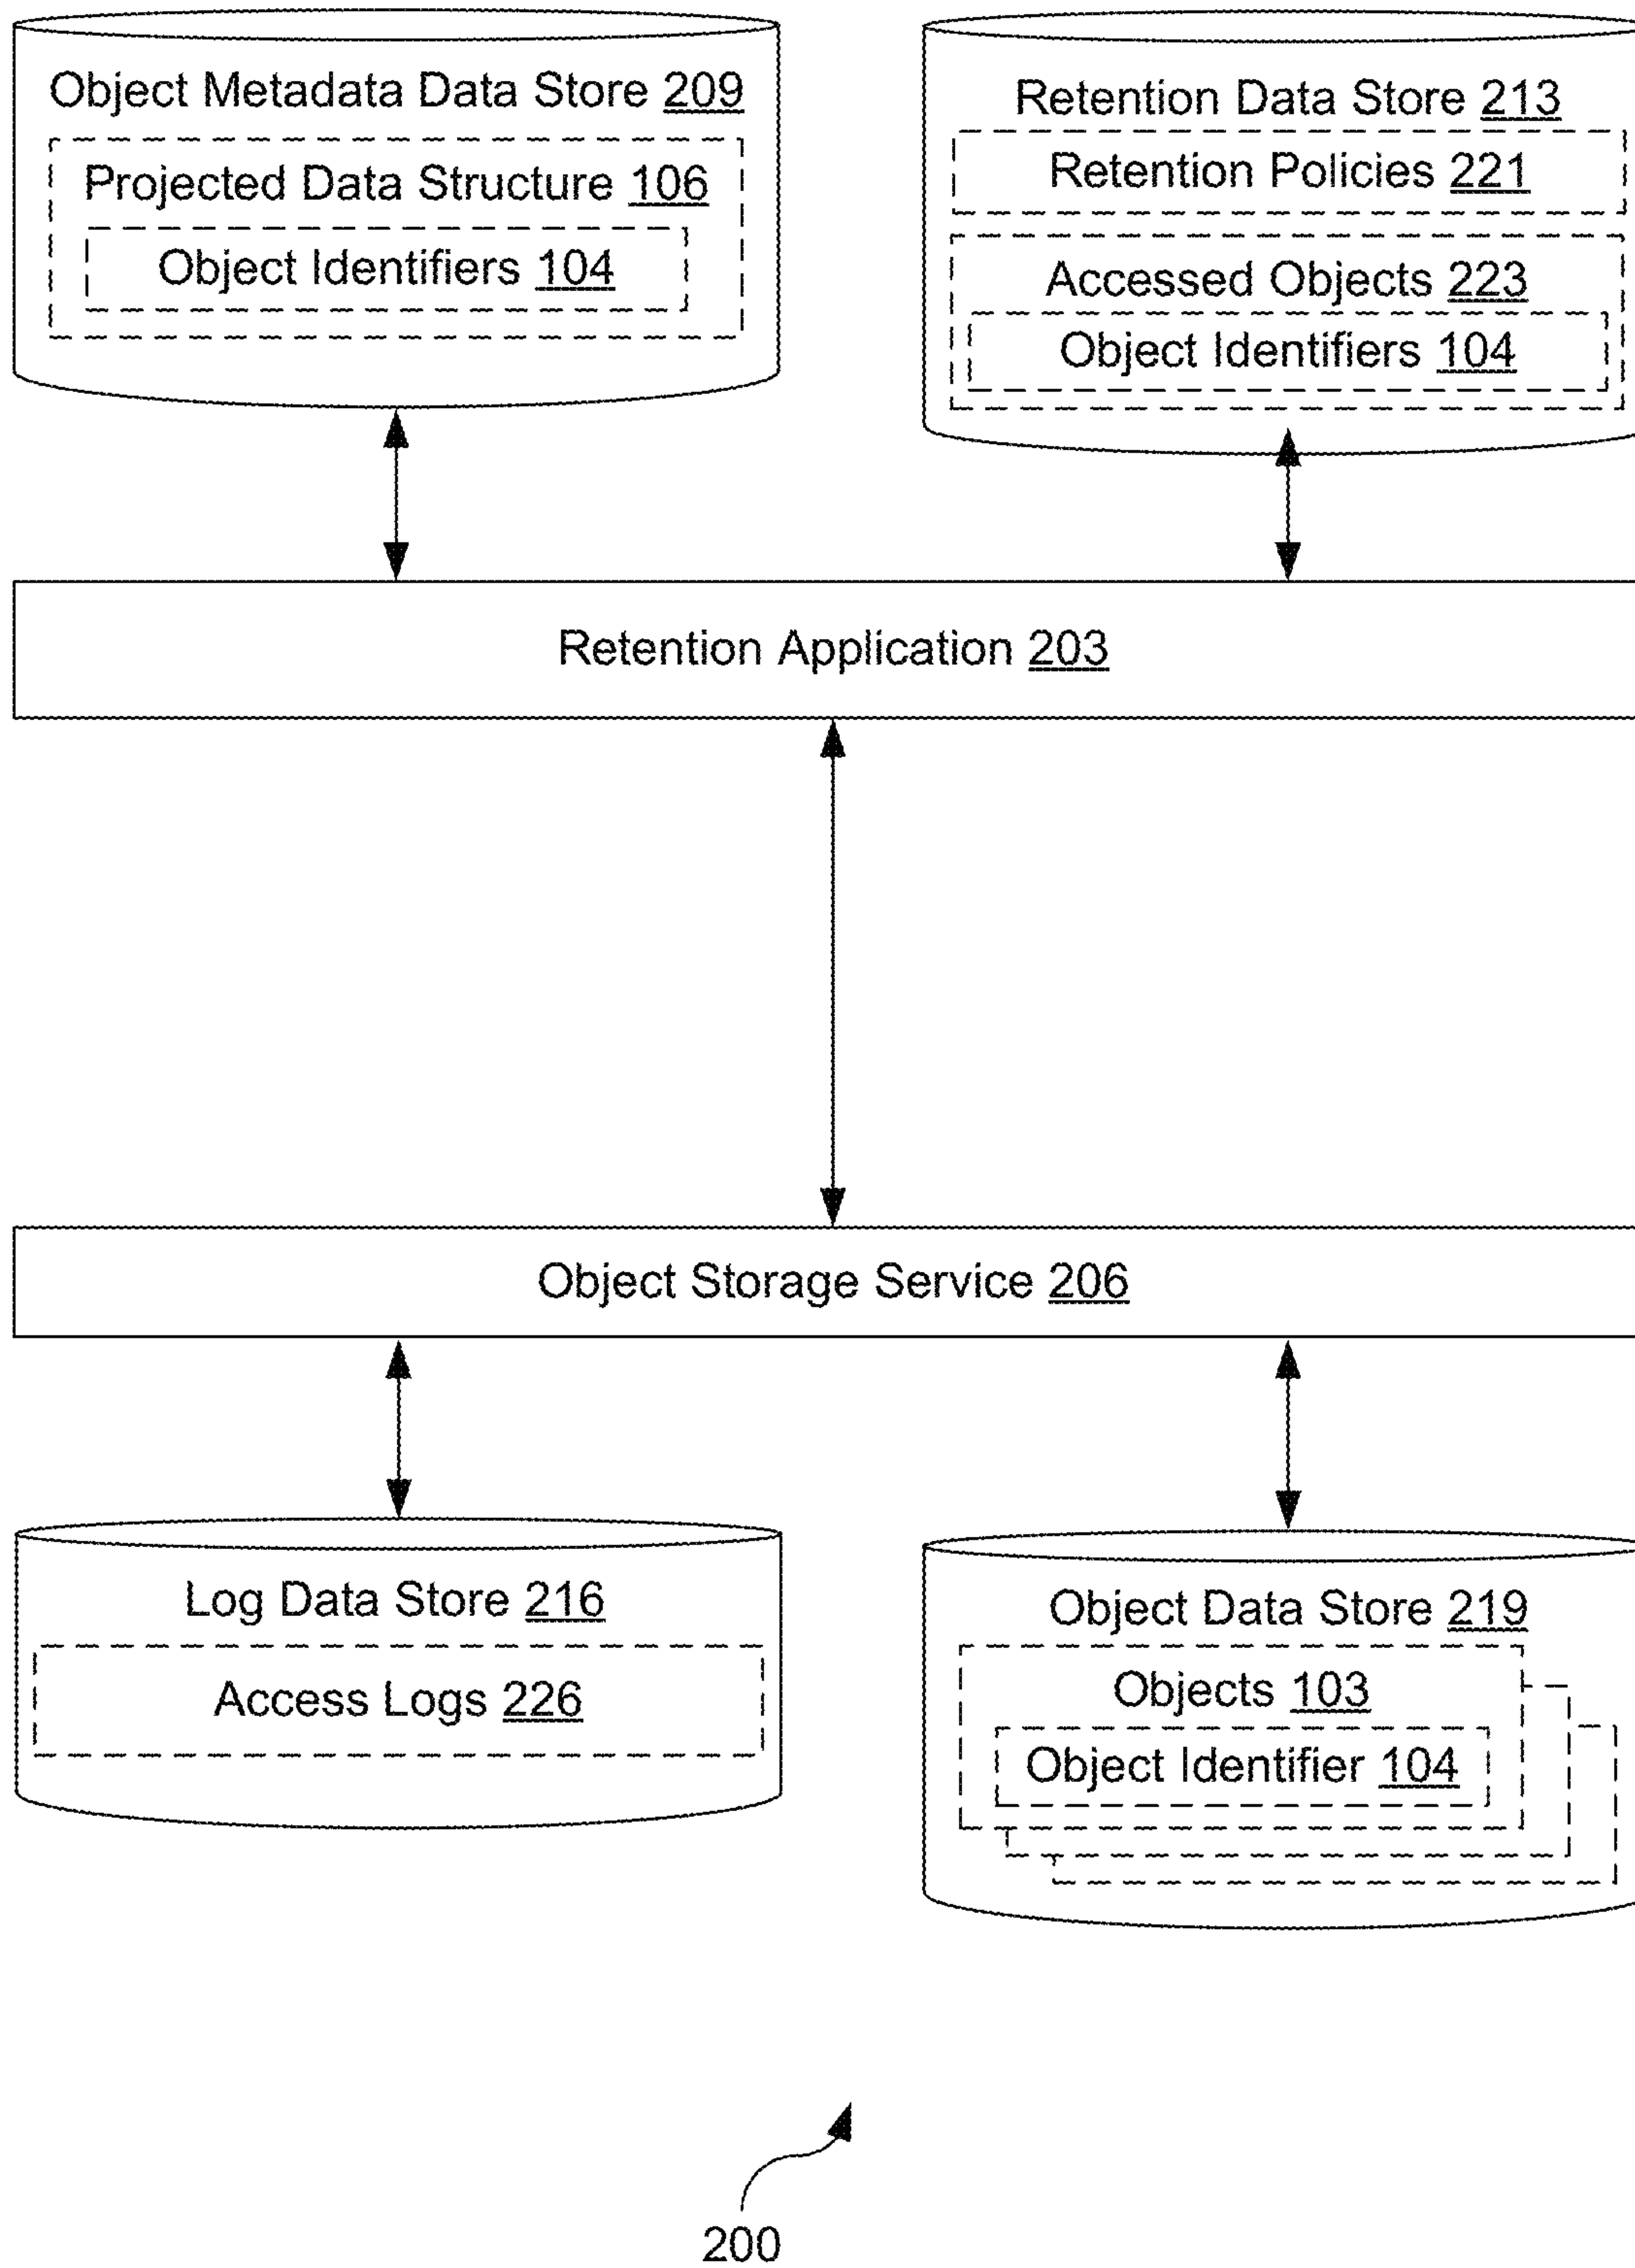 Object Metadata Data Store 209
Projected Data Structure 106
Object Identifiers 104
Retention Data Store 213
Retention Policies 221
Accessed Objects 223
Object Identifiers 104
Retention Application 203
Object Storage Service 206
Log Data Store 216
Access Logs 226
Object Data Store 219
Objects 103
Object Identifier 104
200